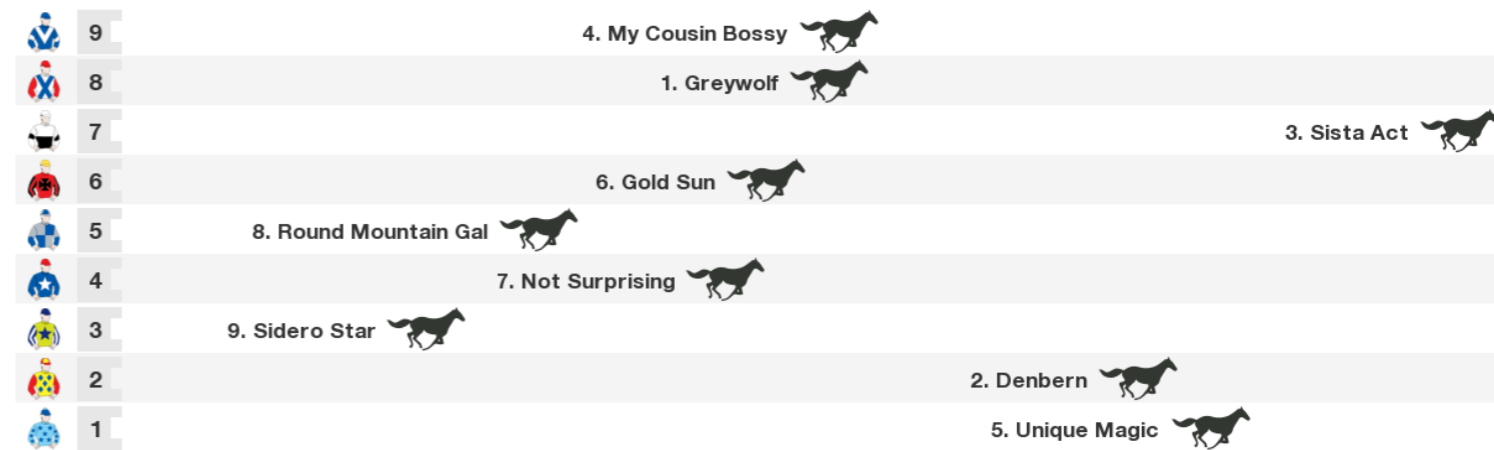 9 4. My Cousin Bossy
8 1. Greywolf
7 3. Sista Act
6 6. Gold Sun
5 8. Round Mountain Gal
4 7. Not Surprising
3 9. Sidero Star
2 2. Denbern
1 5. Unique Magic